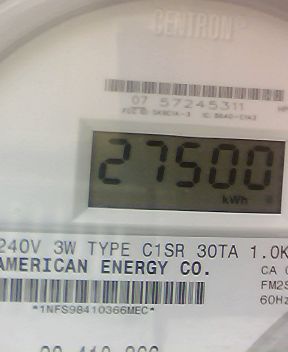 CENTRON®
07 57245311
27500
kWh
240V 3W TYPE C1SR 30TA 1.0K
AMERICAN ENERGY CO.
CA
FM2S
60Hz
*1NFS98410366MEC*